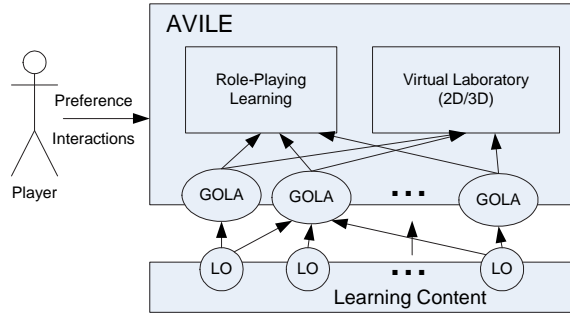 AVILE
Role-Playing
Learning
Virtual Laboratory
(2D/3D)
Preference
Interactions
Player
GOLA
GOLA
...
GOLA
LO
LO
...
LO
Learning Content